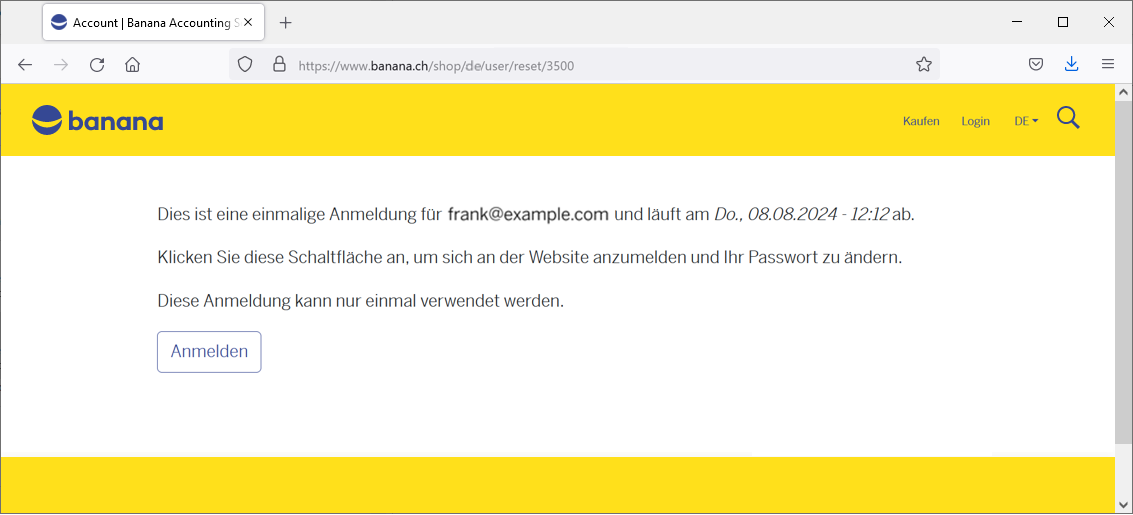 Account | Banana Accounting S
https://www.banana.ch/shop/de/user/reset/3500
banana
Kaufen Login DE
Dies ist eine einmalige Anmeldung für frank@example.com und läuft am Do., 08.08.2024 - 12:12 ab.
Klicken Sie diese Schaltfläche an, um sich an der Website anzumelden und Ihr Passwort zu ändern.
Diese Anmeldung kann nur einmal verwendet werden.
Anmelden